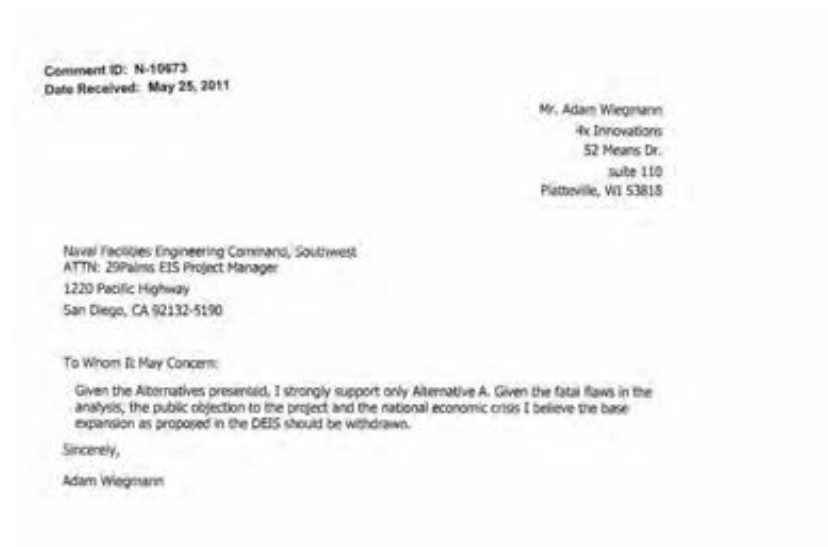 Comment ID: N-10673
Date Received: May 25, 2011
Mr. Adam Wiegmann
4x Innovations
52 Means Dr.
suite 110
Platteville, WI 53818
Naval Facilities Engineering Command, Southwest
ATTN: 29Palms EIS Project Manager
1220 Pacific Highway
San Diego, CA 92132-5190
To Whom It May Concern:
Given the Alternatives presented, I strongly support only Alternative A. Given the fatal flaws in the
analysis, the public objection to the project and the national economic crisis I believe the base
expansion as proposed in the DEIS should be withdrawn.
Sincerely,
Adam Wiegmann